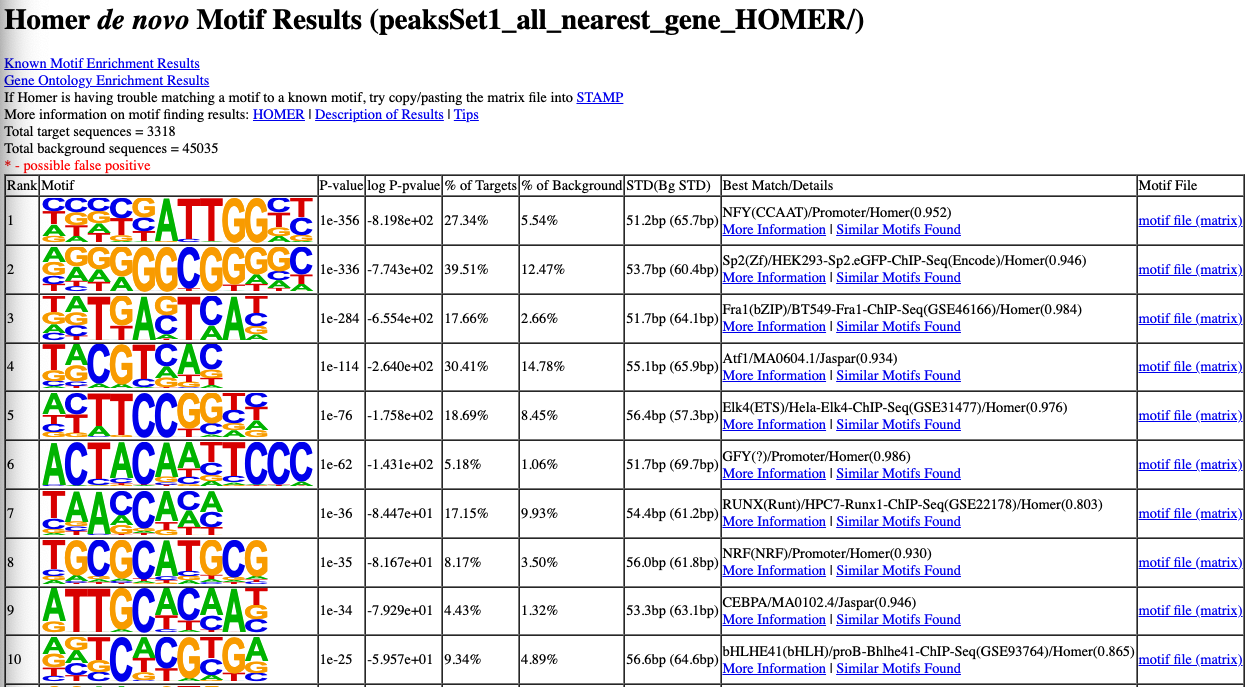 Homer de novo Motif Results (peaksSet1_all_nearest_gene_HOMER/)
Known Motif Enrichment Results
Gene Ontology Enrichment Results
If Homer is having trouble matching a motif to a known motif, try copy/pasting the matrix file into STAMP
More information on motif finding results: HOMER | Description of Results | Tips
Total target sequences = 3318
Total background sequences = 45035
* - possible false positive
Rank Motif P-value log P-pvalue % of Targets % of Background STD(Bg STD) Best Match/Details Motif File
1 1e-356 -8.198e+02 27.34% 5.54% 51.2bp (65.7bp) NFY(CCAAT)/Promoter/Homer(0.952)
More Information | Similar Motifs Found motif file (matrix)
2 1e-336 -7.743e+02 39.51% 12.47% 53.7bp (60.4bp) Sp2(Zf)/HEK293-Sp2.eGFP-ChIP-Seq(Encode)/Homer(0.946)
More Information | Similar Motifs Found motif file (matrix)
3 1e-284 -6.554e+02 17.66% 2.66% 51.7bp (64.1bp) Fra1(bZIP)/BT549-Fra1-ChIP-Seq(GSE46166)/Homer(0.984)
More Information | Similar Motifs Found motif file (matrix)
4 1e-114 -2.640e+02 30.41% 14.78% 55.1bp (65.9bp) Atf1/MA0604.1/Jaspar(0.934)
More Information | Similar Motifs Found motif file (matrix)
5 1e-76 -1.758e+02 18.69% 8.45% 56.4bp (57.3bp) Elk4(ETS)/Hela-Elk4-ChIP-Seq(GSE31477)/Homer(0.976)
More Information | Similar Motifs Found motif file (matrix)
6 ACTACAATTCCC 1e-62 -1.431e+02 5.18% 1.06% 51.7bp (69.7bp) GFY(?)/Promoter/Homer(0.986)
More Information | Similar Motifs Found motif file (matrix)
7 1e-36 -8.447e+01 17.15% 9.93% 54.4bp (61.2bp) RUNX(Runt)/HPC7-Runx1-ChIP-Seq(GSE22178)/Homer(0.803)
More Information | Similar Motifs Found motif file (matrix)
8 TGCGCATGCG 1e-35 -8.167e+01 8.17% 3.50% 56.0bp (61.8bp) NRF(NRF)/Promoter/Homer(0.930)
More Information | Similar Motifs Found motif file (matrix)
9 1e-34 -7.929e+01 4.43% 1.32% 53.3bp (63.1bp) CEBPA/MA0102.4/Jaspar(0.946)
More Information | Similar Motifs Found motif file (matrix)
10 1e-25 -5.957e+01 9.34% 4.89% 56.6bp (64.6bp) bHLHE41(bHLH)/proB-Bhlhe41-ChIP-Seq(GSE93764)/Homer(0.865)
More Information | Similar Motifs Found motif file (matrix)